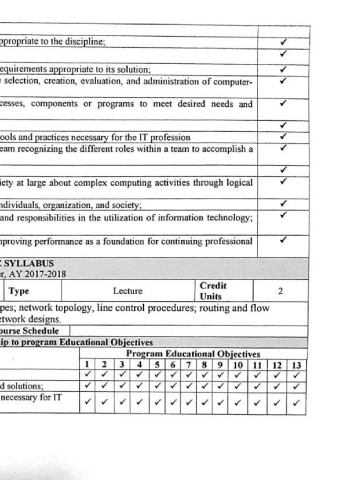 ppropriate to the discipline; ✓
✓
equirements appropriate to its solution; ✓
selection, creation, evaluation, and administration of computer- ✓
cesses, components or programs to meet desired needs and ✓
✓
ools and practices necessary for the IT profession ✓
eam recognizing the different roles within a team to accomplish a ✓
✓
iety at large about complex computing activities through logical ✓
ndividuals, organization, and society; ✓
and responsibilities in the utilization of information technology; ✓
mproving performance as a foundation for continuing professional ✓
E SYLLABUS
er, AY 2017-2018
Type Lecture Credit Units 2
pes; network topology, line control procedures; routing and flow
etwork designs.
ourse Schedule
ip to program Educational Objectives
Program Educational Objectives
1 2 3 4 5 6 7 8 9 10 11 12 13
✓ ✓ ✓ ✓ ✓ ✓ ✓ ✓ ✓ ✓ ✓ ✓ ✓
d solutions; ✓ ✓ ✓ ✓ ✓ ✓ ✓ ✓ ✓ ✓ ✓ ✓ ✓
necessary for IT ✓ ✓ ✓ ✓ ✓ ✓ ✓ ✓ ✓ ✓ ✓ ✓ ✓